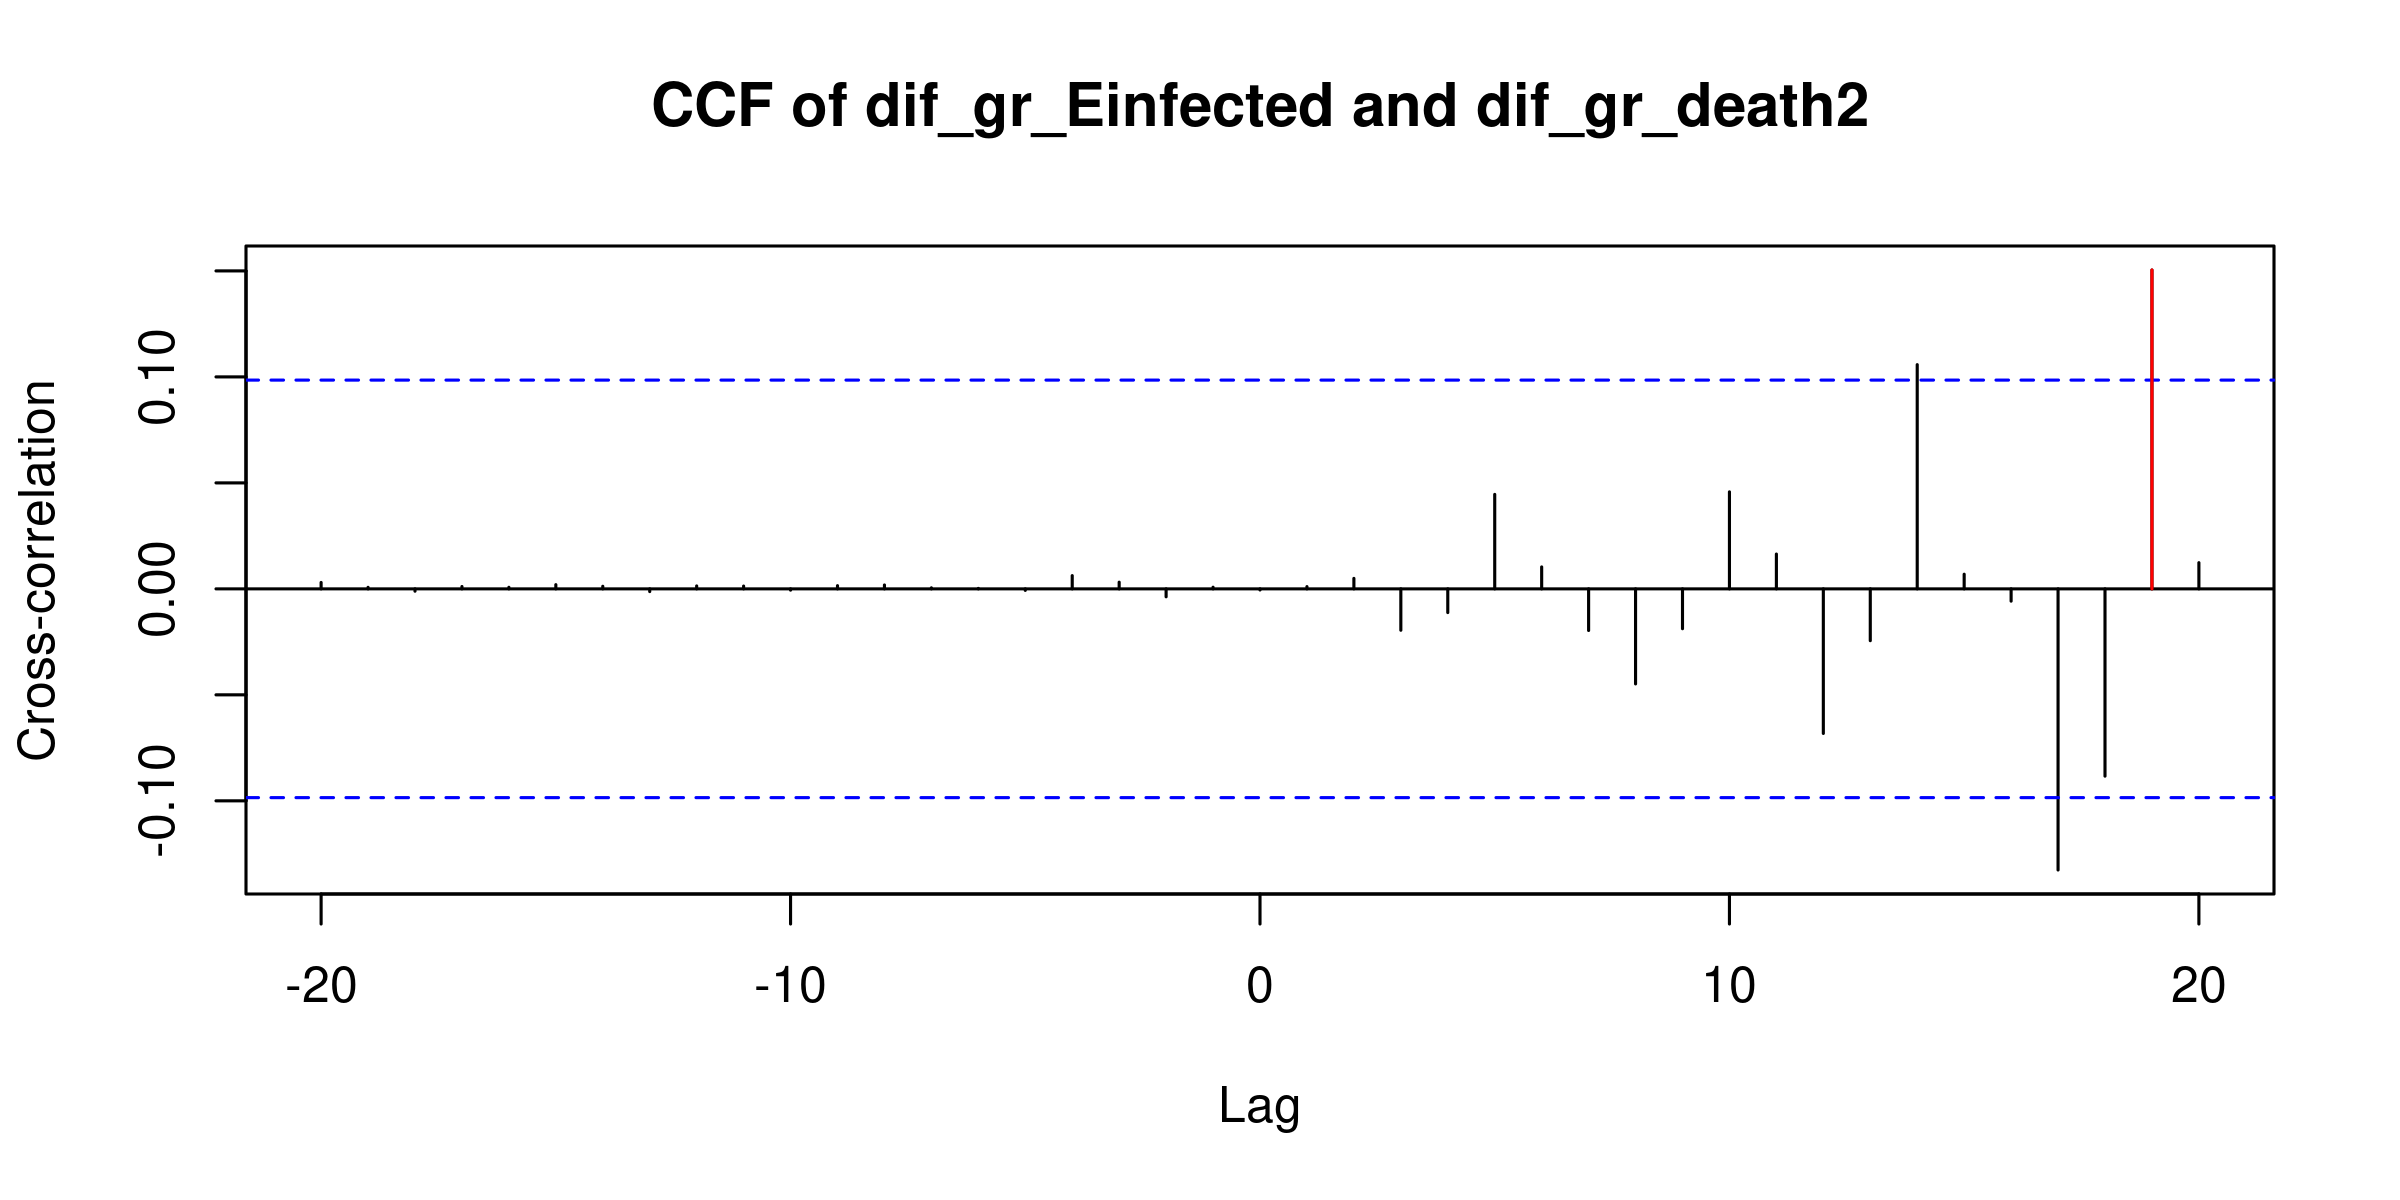 CCF of dif_gr_Einfected and dif_gr_death2
Cross-correlation
0.10
0.00
-0.10
-20 -10 0 10 20
Lag